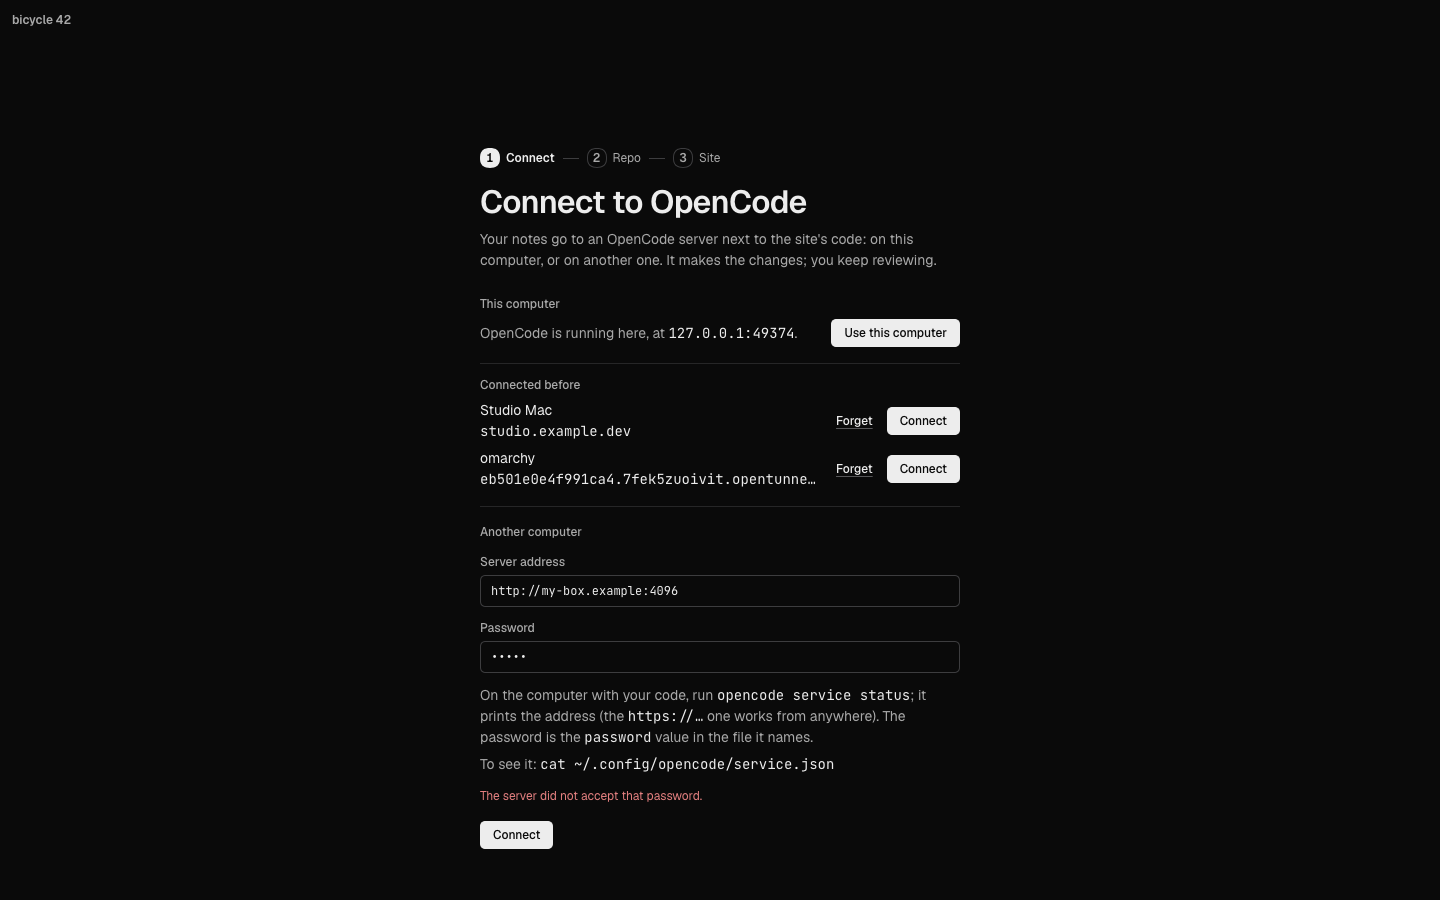 bicycle 42
1 Connect — 2 Repo — 3 Site
Connect to OpenCode
Your notes go to an OpenCode server next to the site's code: on this
computer, or on another one. It makes the changes; you keep reviewing.
This computer
OpenCode is running here, at 127.0.0.1:49374.
Use this computer
Connected before
Studio Mac
studio.example.dev
Forget
Connect
omarchy
eb501e0e4f991ca4.7fek5zuoivit.opentunne…
Forget
Connect
Another computer
Server address
http://my-box.example:4096
Password
•••••
On the computer with your code, run opencode service status; it
prints the address (the https://… one works from anywhere). The
password is the password value in the file it names.
To see it: cat ~/.config/opencode/service.json
The server did not accept that password.
Connect